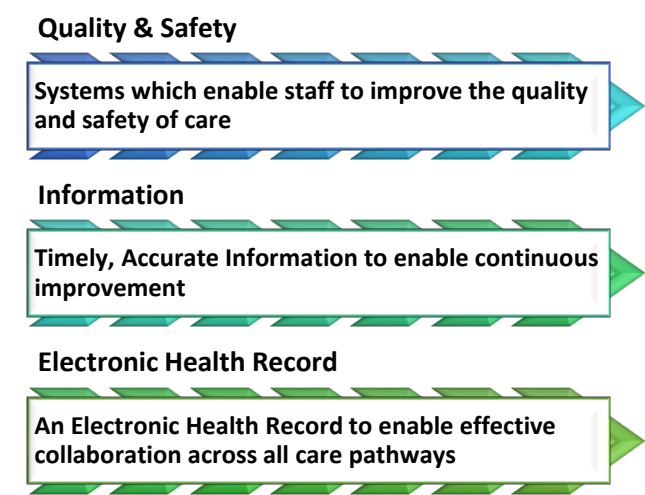 Quality & Safety
Systems which enable staff to improve the quality
and safety of care
Information
Timely, Accurate Information to enable continuous
improvement
Electronic Health Record
An Electronic Health Record to enable effective
collaboration across all care pathways